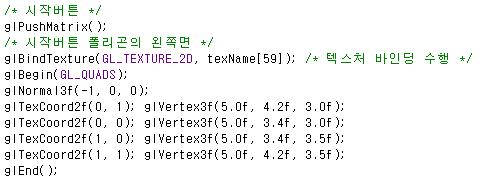 /* 시작버튼 */
glPushMatrix();
/* 시작버튼 폴리곤의 왼쪽면 */
glBindTexture(GL_TEXTURE_2D, texName[59]); /* 텍스처 바인딩 수행 */
glBegin(GL_QUADS);
glNormal3f(-1, 0, 0);
glTexCoord2f(0, 1); glVertex3f(5.0f, 4.2f, 3.0f);
glTexCoord2f(0, 0); glVertex3f(5.0f, 3.4f, 3.0f);
glTexCoord2f(1, 0); glVertex3f(5.0f, 3.4f, 3.5f);
glTexCoord2f(1, 1); glVertex3f(5.0f, 4.2f, 3.5f);
glEnd();